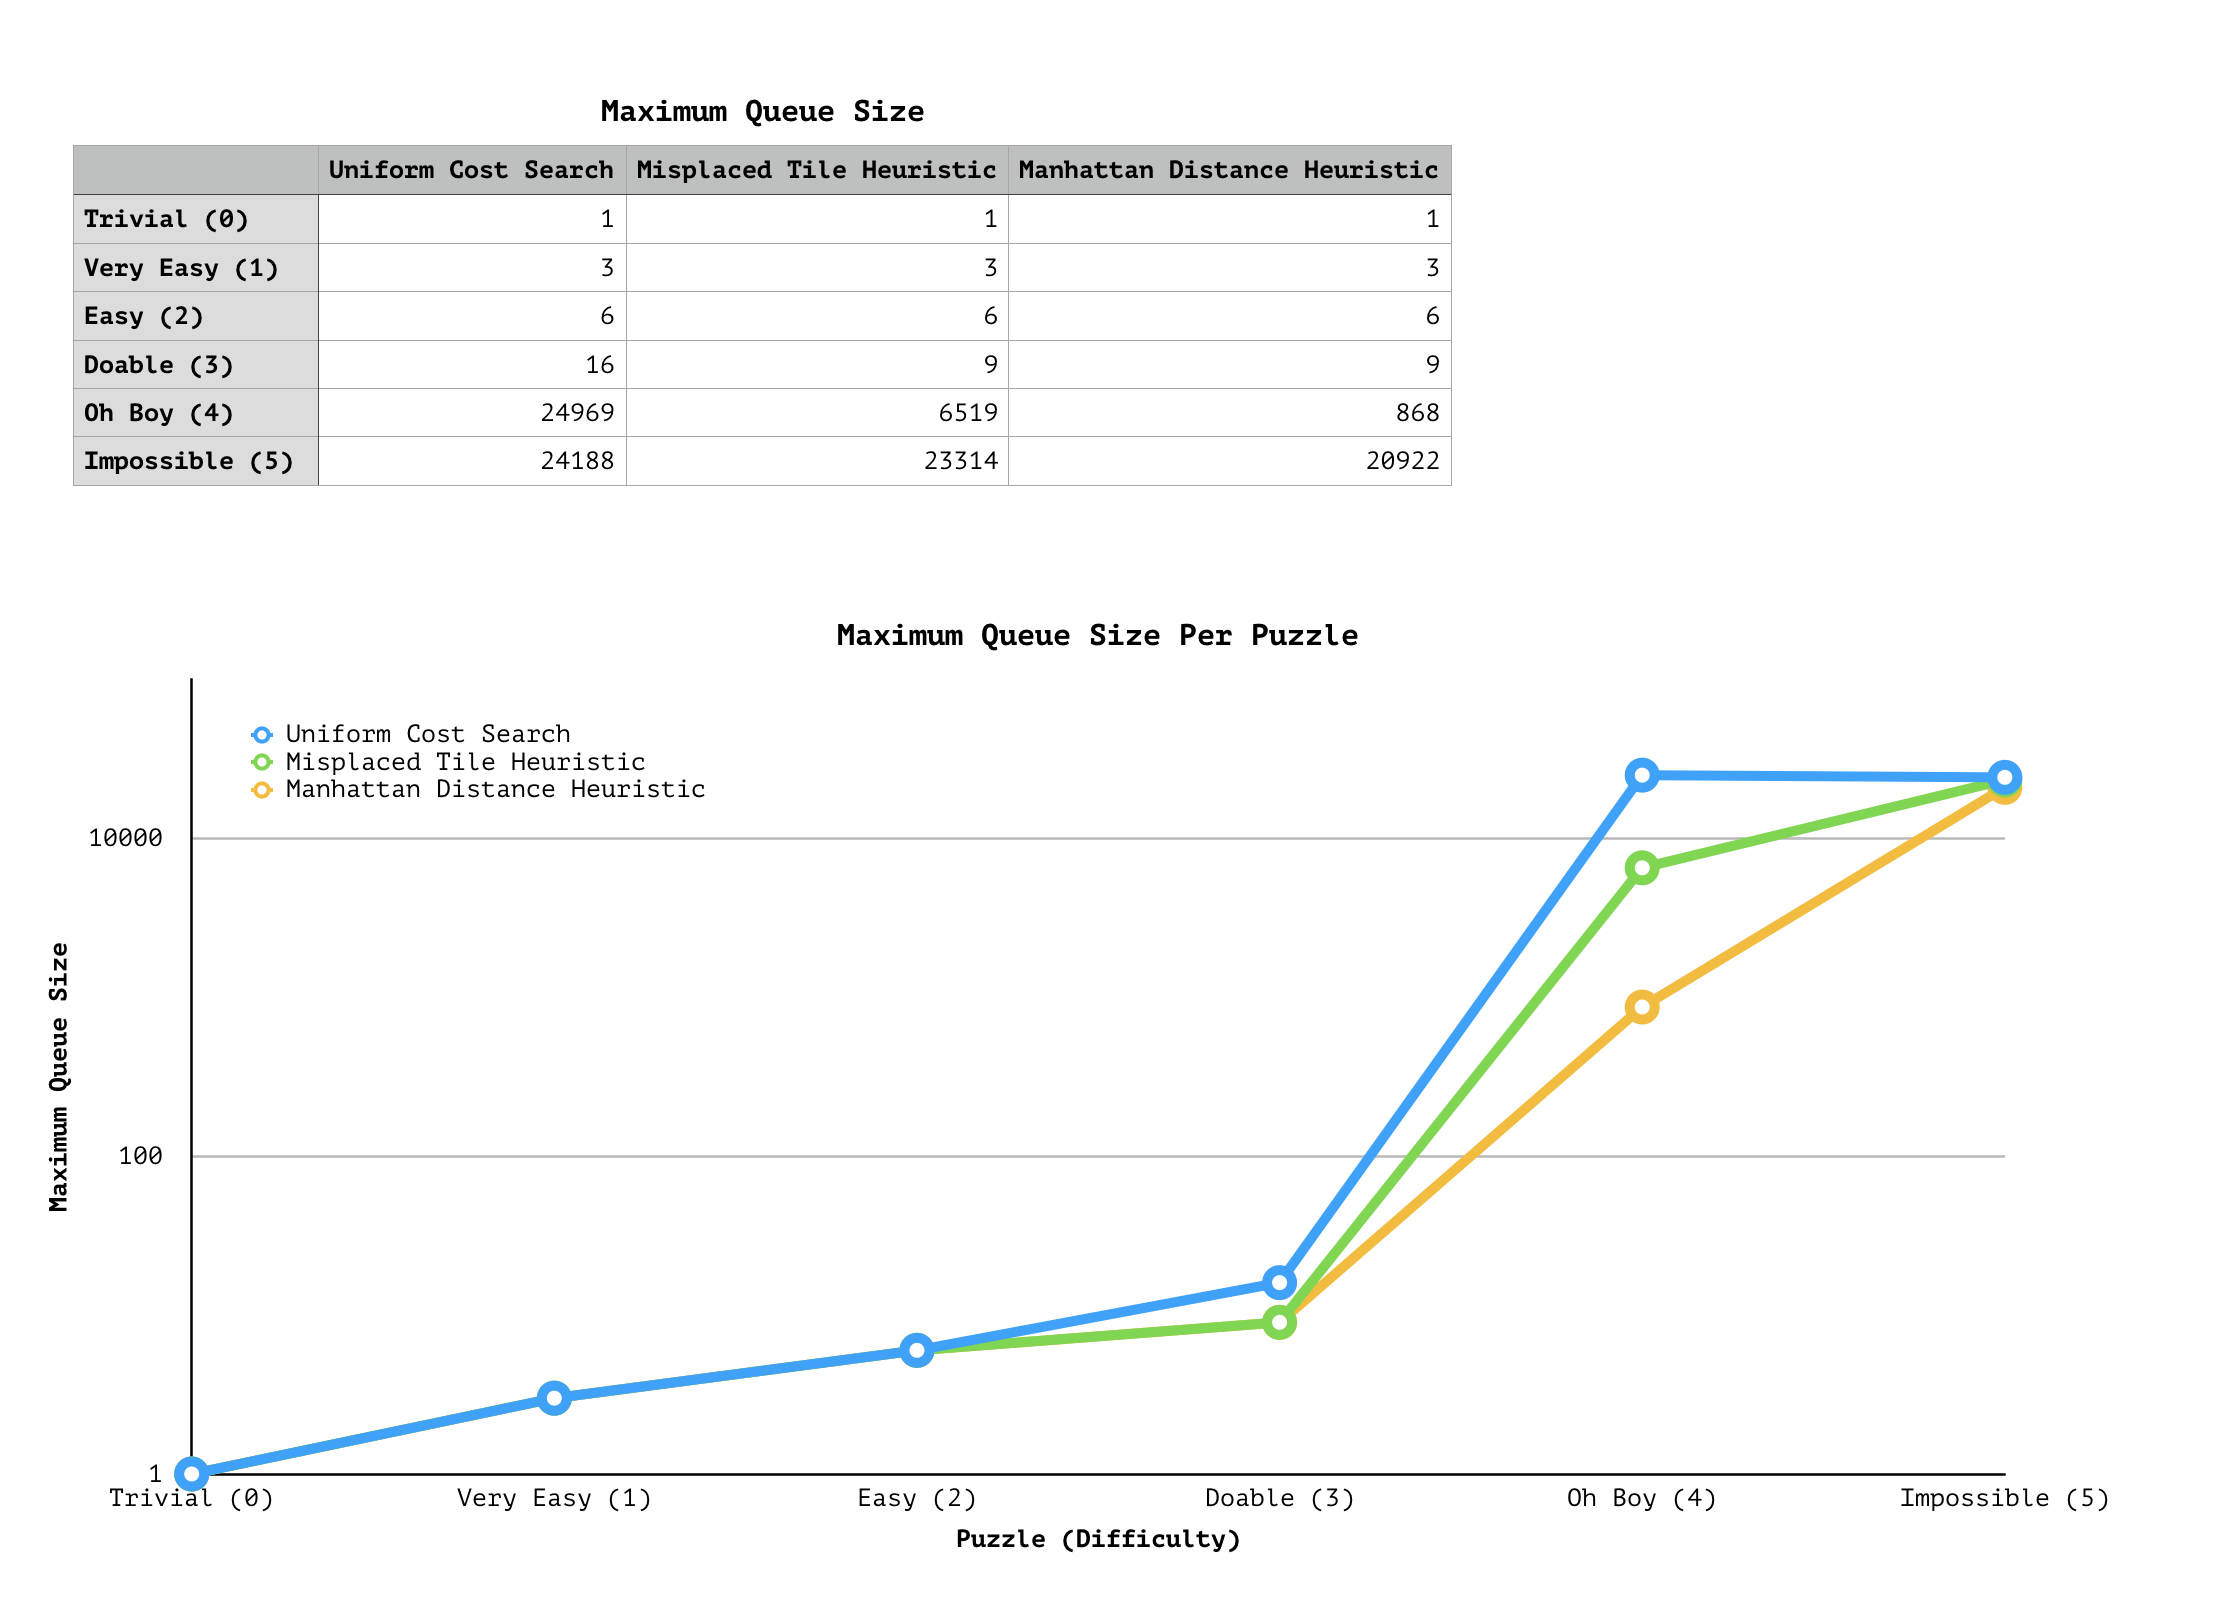 Maximum Queue Size
Uniform Cost Search Misplaced Tile Heuristic Manhattan Distance Heuristic
Trivial (0) 1 1 1
Very Easy (1) 3 3 3
Easy (2) 6 6 6
Doable (3) 16 9 9
Oh Boy (4) 24969 6519 868
Impossible (5) 24188 23314 20922
Maximum Queue Size Per Puzzle
Uniform Cost Search
Misplaced Tile Heuristic
Manhattan Distance Heuristic
10000
100
1
Maximum Queue Size
Trivial (0) Very Easy (1) Easy (2) Doable (3) Oh Boy (4) Impossible (5)
Puzzle (Difficulty)